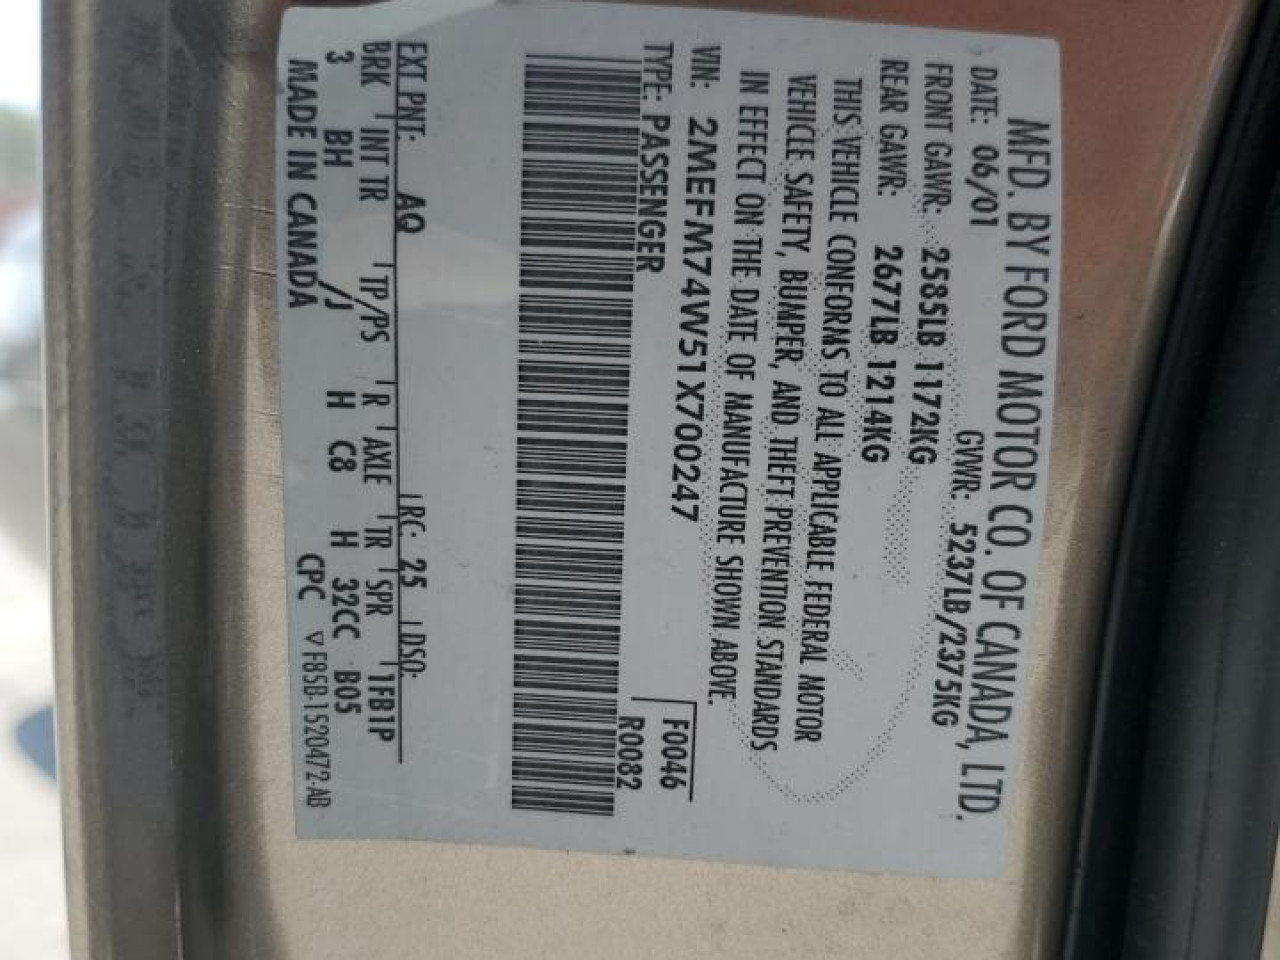 MFD. BY FORD MOTOR CO. OF CANADA, LTD.
DATE: 06/01 GVWR: 5237LB/2375KG
FRONT GAWR: 2585LB 1172KG
REAR GAWR: 2677LB 1214KG
THIS VEHICLE CONFORMS TO ALL APPLICABLE FEDERAL MOTOR
VEHICLE SAFETY, BUMPER, AND THEFT PREVENTION STANDARDS
IN EFFECT ON THE DATE OF MANUFACTURE SHOWN ABOVE.
VIN: 2MEFM74W51X700247 F0046
TYPE: PASSENGER R0082
EXT PNT: AQ RC: 25 DSO:
BRK INT TR TP/PS R AXLE TR SPR 1FB1P
3 BH /J H C8 H 32CC B05
MADE IN CANADA CPC ▽ F85B-1520472-AB